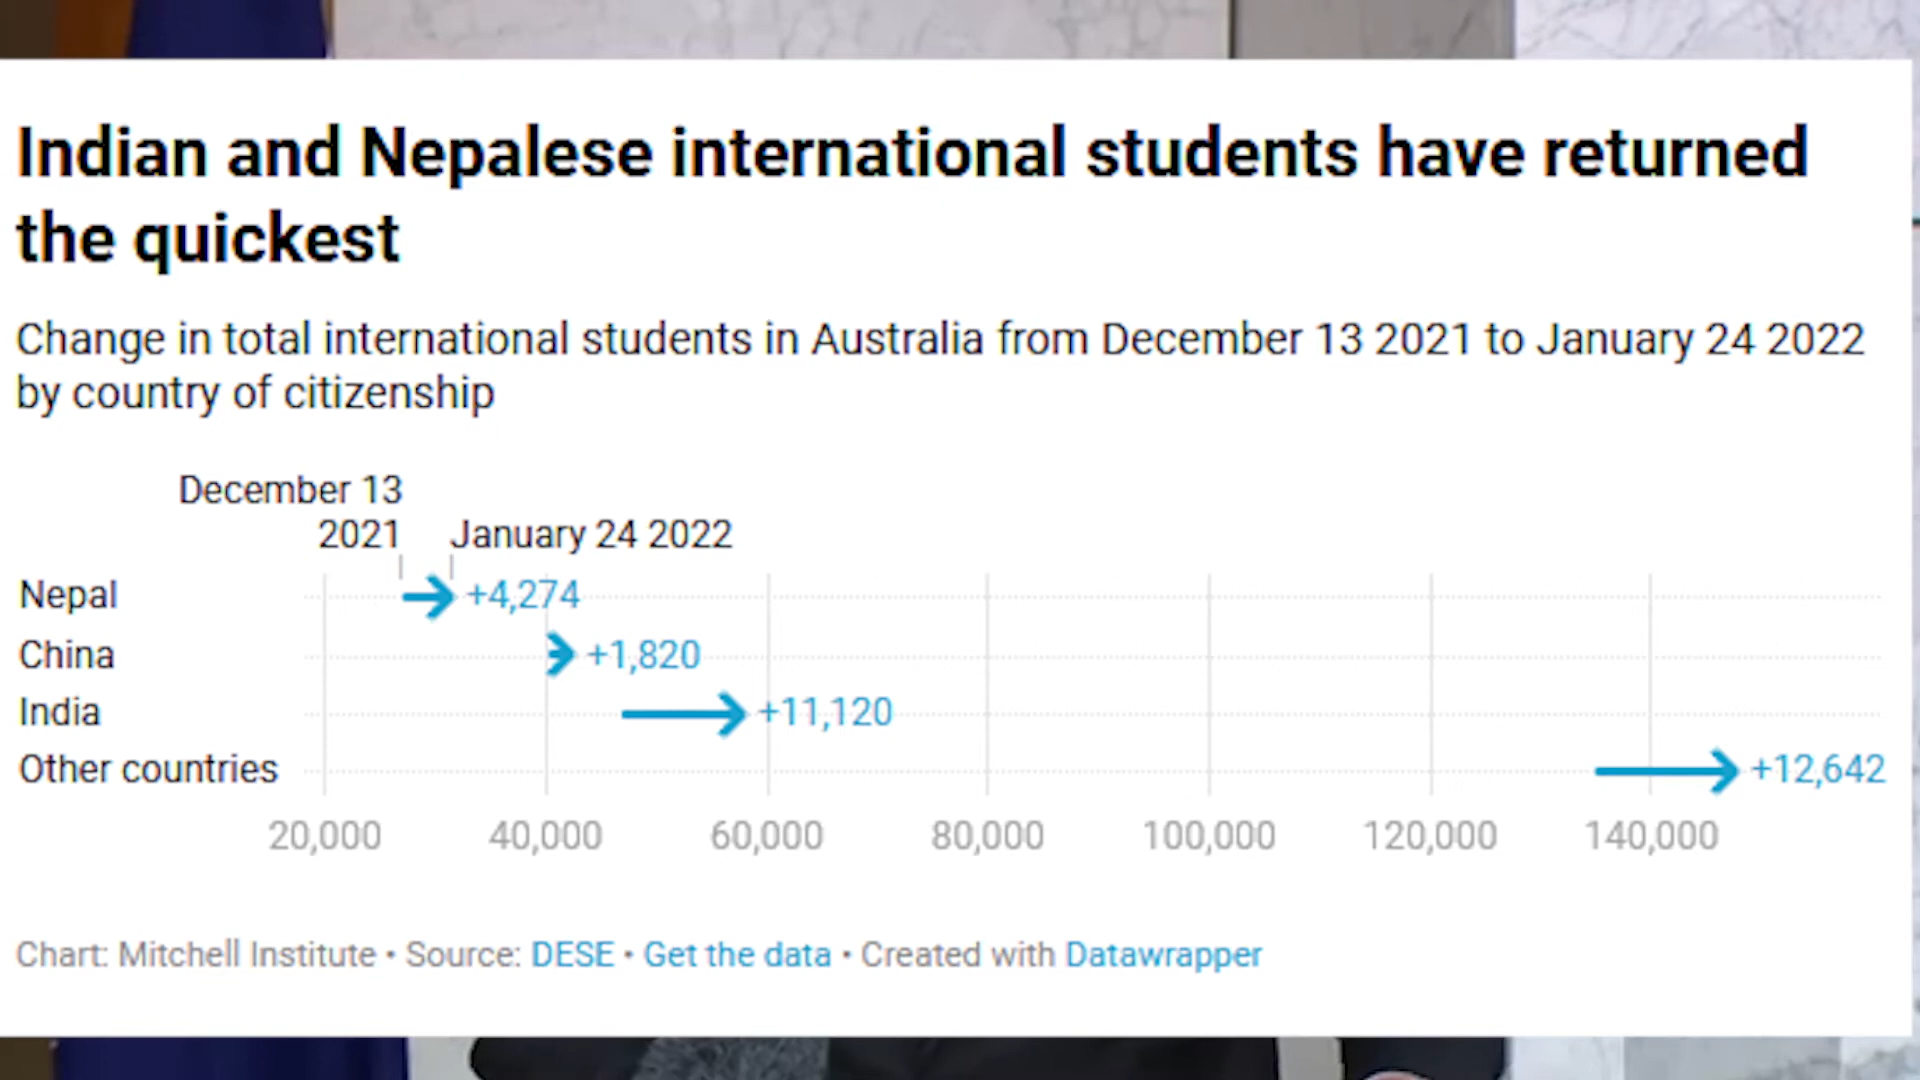 Indian and Nepalese international students have returned
the quickest
Change in total international students in Australia from December 13 2021 to January 24 2022
by country of citizenship
December 13
2021
January 24 2022
Nepal +4,274
China +1,820
India +11,120
Other countries +12,642
20,000 40,000 60,000 80,000 100,000 120,000 140,000
Chart: Mitchell Institute • Source: DESE • Get the data • Created with Datawrapper